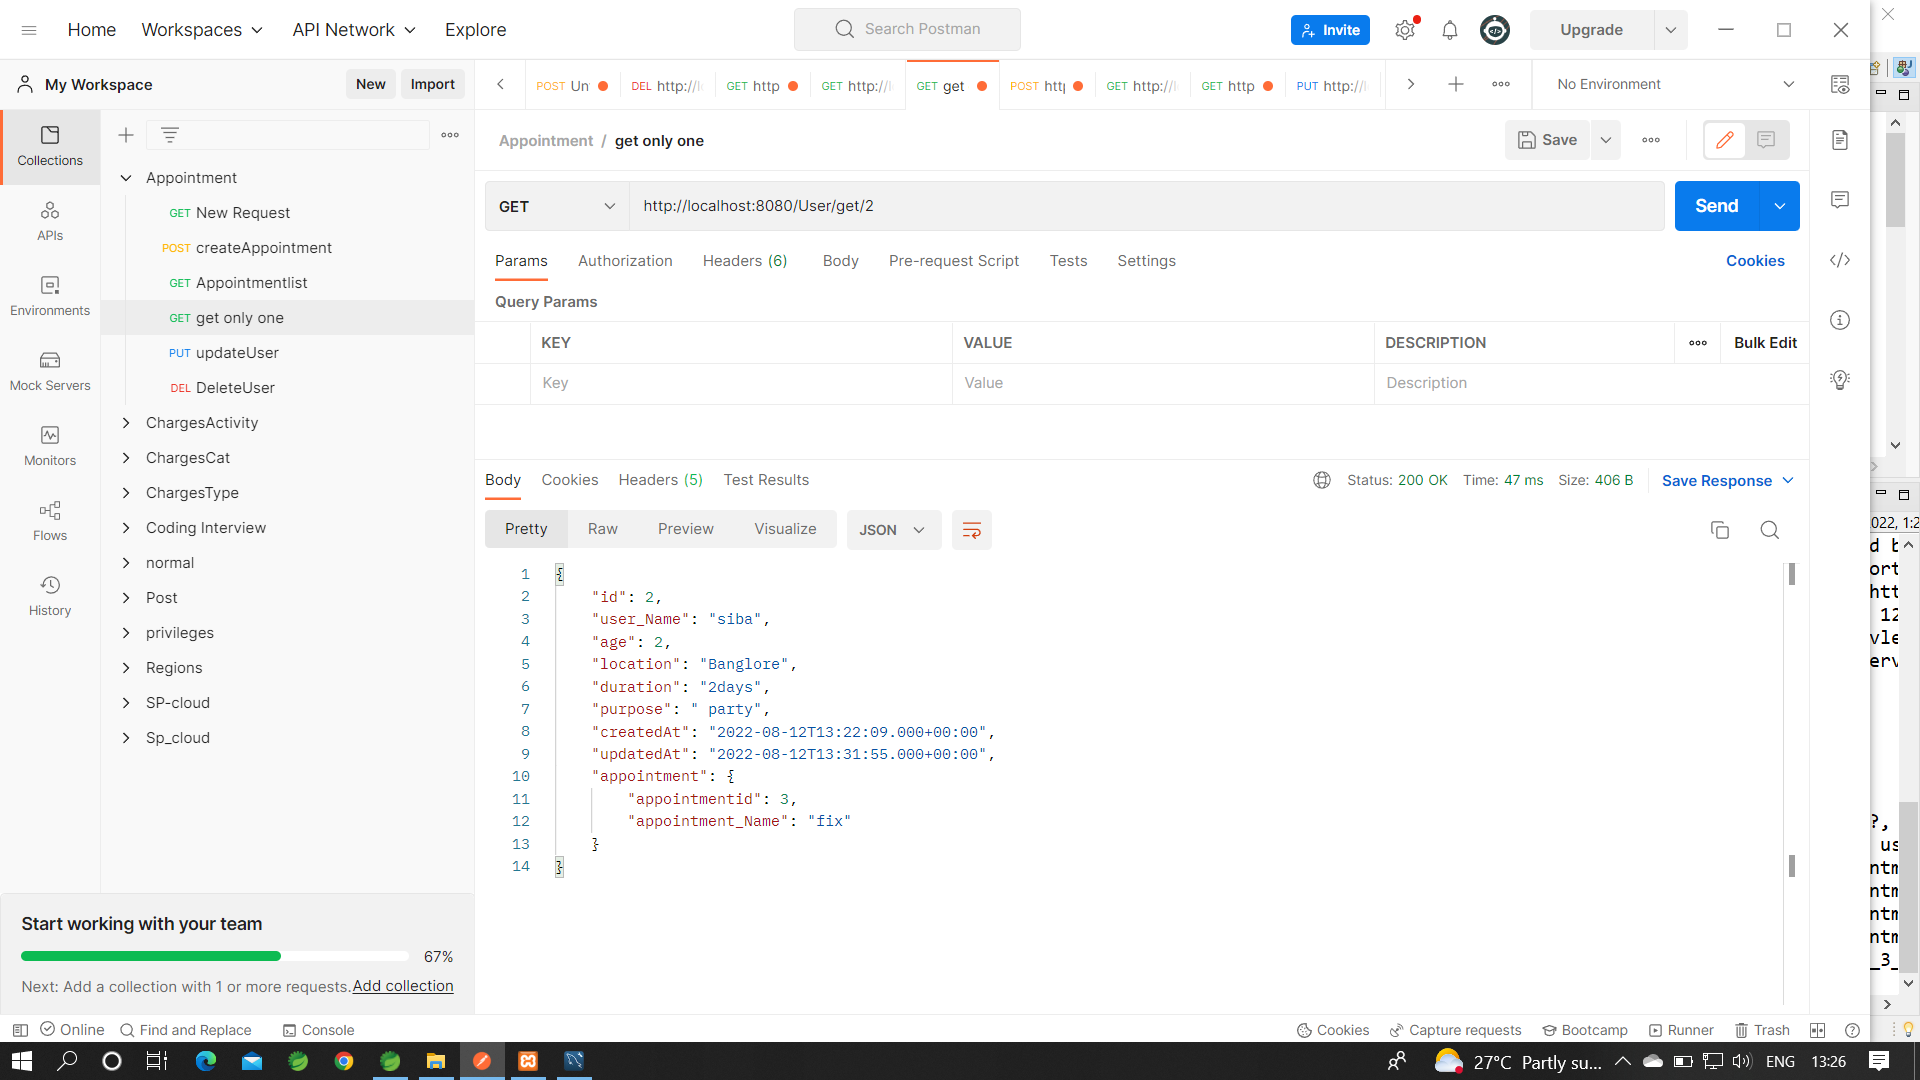 Home Workspaces API Network Explore Search Postman Invite Upgrade
My Workspace New Import POST Un DEL http://l GET http GET http://l GET get POST http GET http://l GET http PUT http://l No Environment
Appointment / get only one Save
Collections
Appointment
GET New Request
POST createAppointment
GET Appointmentlist
GET get only one
PUT updateUser
DEL DeleteUser
ChargesActivity
ChargesCat
ChargesType
Coding Interview
normal
Post
privileges
Regions
SP-cloud
Sp_cloud
APIs
Environments
Mock Servers
Monitors
Flows
History
GET http://localhost:8080/User/get/2 Send
Params Authorization Headers (6) Body Pre-request Script Tests Settings Cookies
Query Params
KEY VALUE DESCRIPTION Bulk Edit
Key Value Description
Body Cookies Headers (5) Test Results Status: 200 OK Time: 47 ms Size: 406 B Save Response
Pretty Raw Preview Visualize JSON
1 {
2 "id": 2,
3 "user_Name": "siba",
4 "age": 2,
5 "location": "Banglore",
6 "duration": "2days",
7 "purpose": " party",
8 "createdAt": "2022-08-12T13:22:09.000+00:00",
9 "updatedAt": "2022-08-12T13:31:55.000+00:00",
10 "appointment": {
11 "appointmentid": 3,
12 "appointment_Name": "fix"
13 }
14 }
Start working with your team
67%
Next: Add a collection with 1 or more requests. Add collection
Online Find and Replace Console Cookies Capture requests Bootcamp Runner Trash
27°C Partly su... ENG 13:26